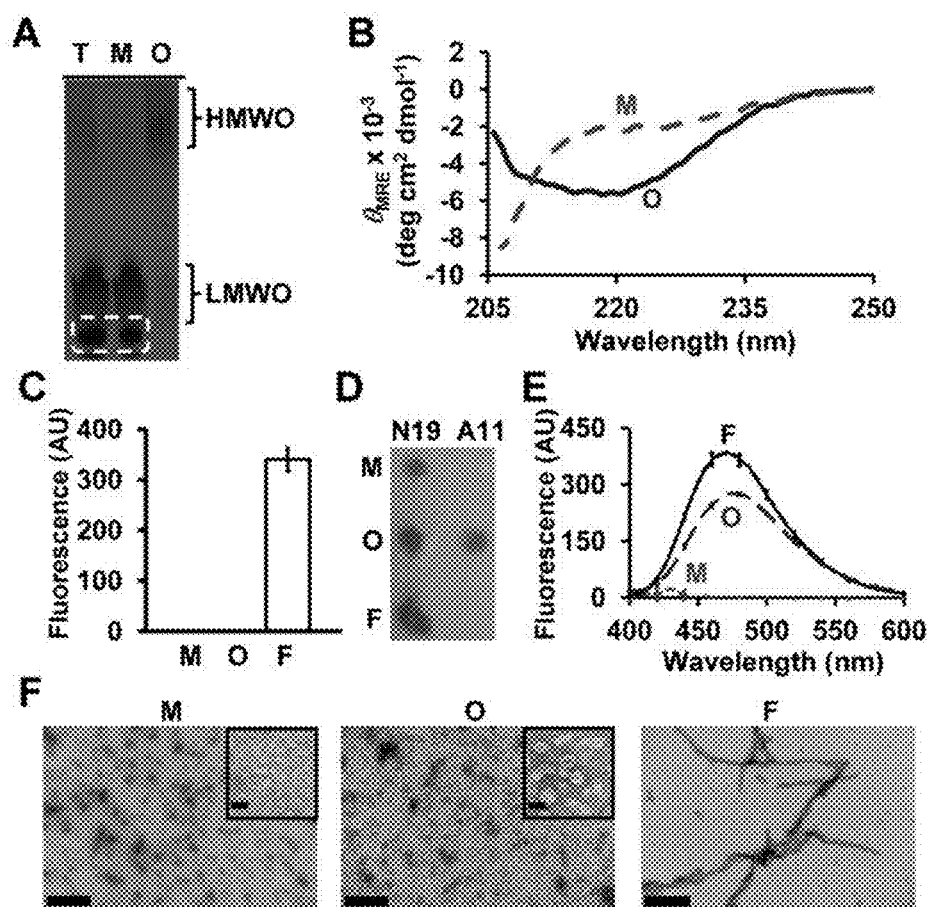 A
T M O
HMWO
LMWO
B
θMRE x 10-3
(deg cm2 dmol-1)
2
0
-2
-4
-6
-8
-10
M
O
205 220 235 250
Wavelength (nm)
C
Fluorescence (AU)
400
300
200
100
0
M O F
D
N19 A11
M
O
F
E
Fluorescence (AU)
450
300
150
0
F
O
M
400 450 500 550 600
Wavelength (nm)
F
M O F